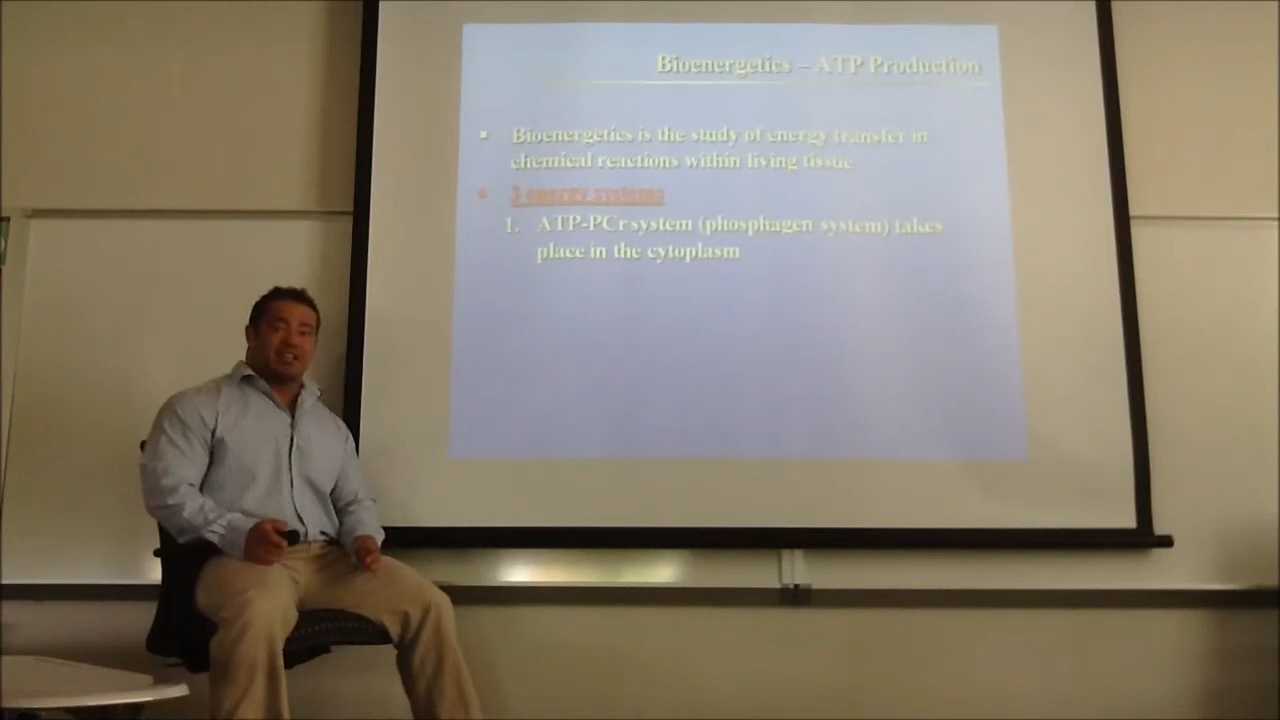 Bioenergetics – ATP Production
▪ Bioenergetics is the study of energy transfer in
chemical reactions within living tissue
• 3 energy systems
1. ATP-PCr system (phosphagen system) takes
place in the cytoplasm